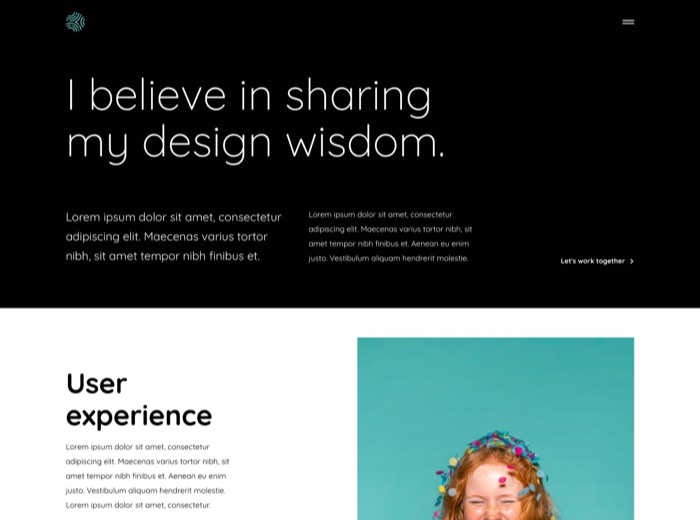 I believe in sharing
my design wisdom.
Lorem ipsum dolor sit amet, consectetur
adipiscing elit. Maecenas varius tortor
nibh, sit amet tempor nibh finibus et.
Lorem ipsum dolor sit amet, consectetur
adipiscing elit. Maecenas varius tortor nibh, sit
amet tempor nibh finibus et. Aenean eu enim
justo. Vestibulum aliquam hendrerit molestie.
Let's work together
User
experience
Lorem ipsum dolor sit amet, consectetur
adipiscing elit. Maecenas varius tortor nibh, sit
amet tempor nibh finibus et. Aenean eu enim
justo. Vestibulum aliquam hendrerit molestie.
Lorem ipsum dolor sit amet, consectetur.